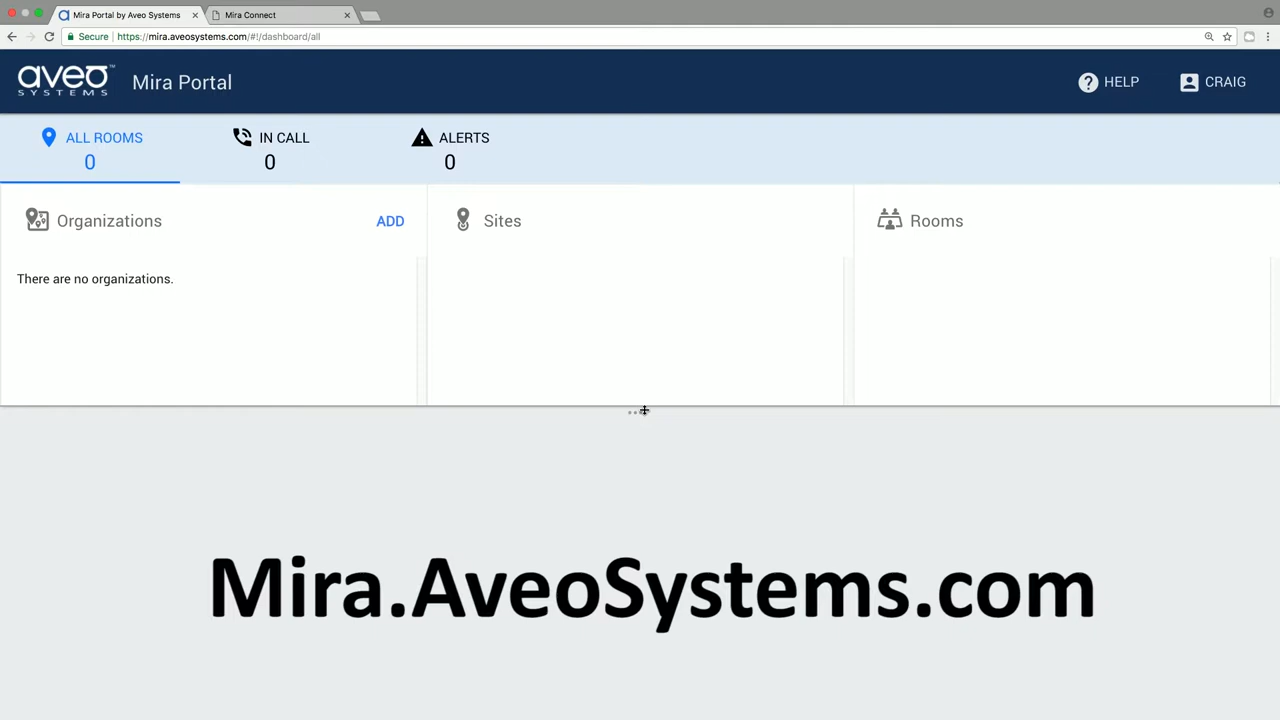 Mira Portal by Aveo Systems
Mira Connect
Secure https://mira.aveosystems.com/#!/dashboard/all
aveo™ SYSTEMS
Mira Portal
HELP
CRAIG
ALL ROOMS
0
IN CALL
0
ALERTS
0
Organizations
ADD
Sites
Rooms
There are no organizations.
Mira.AveoSystems.com